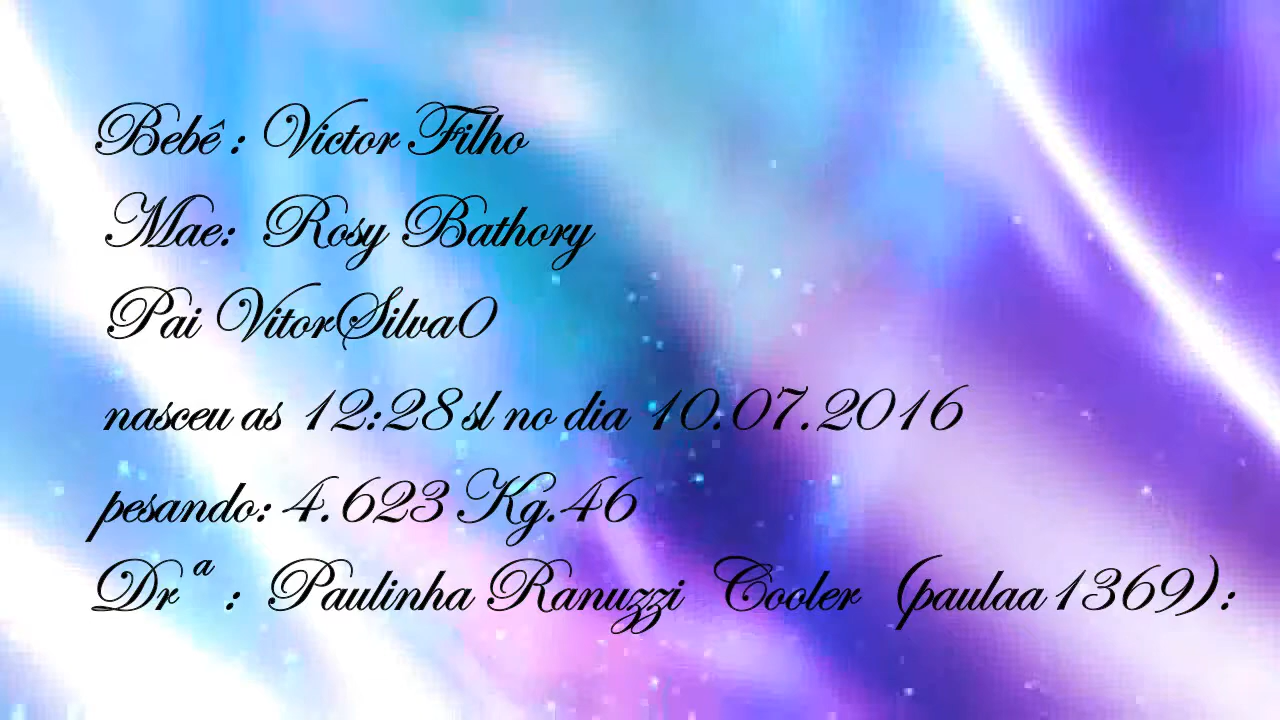 Bebê : Victor Filho
Mae: Rosy Bathory
Pai VitorSilva0
nasceu as 12:28 sl no dia 10.07.2016
pesando: 4.623 Kg.46
Drª : Paulinha Ranuzzi Cooler (paulaa1369):